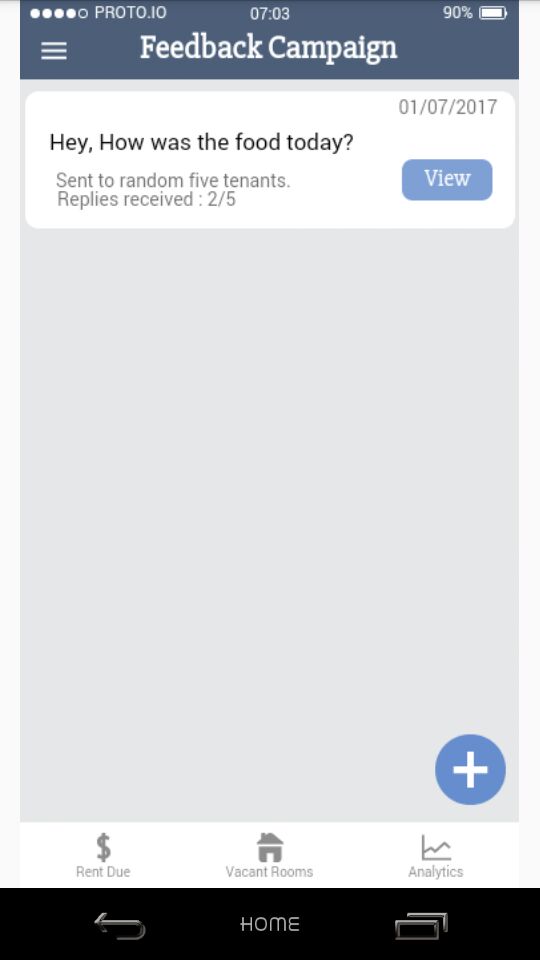 PROTO.IO 07:03 90%
Feedback Campaign
01/07/2017
Hey, How was the food today?
Sent to random five tenants.
Replies received : 2/5
View
Rent Due Vacant Rooms Analytics
HOME